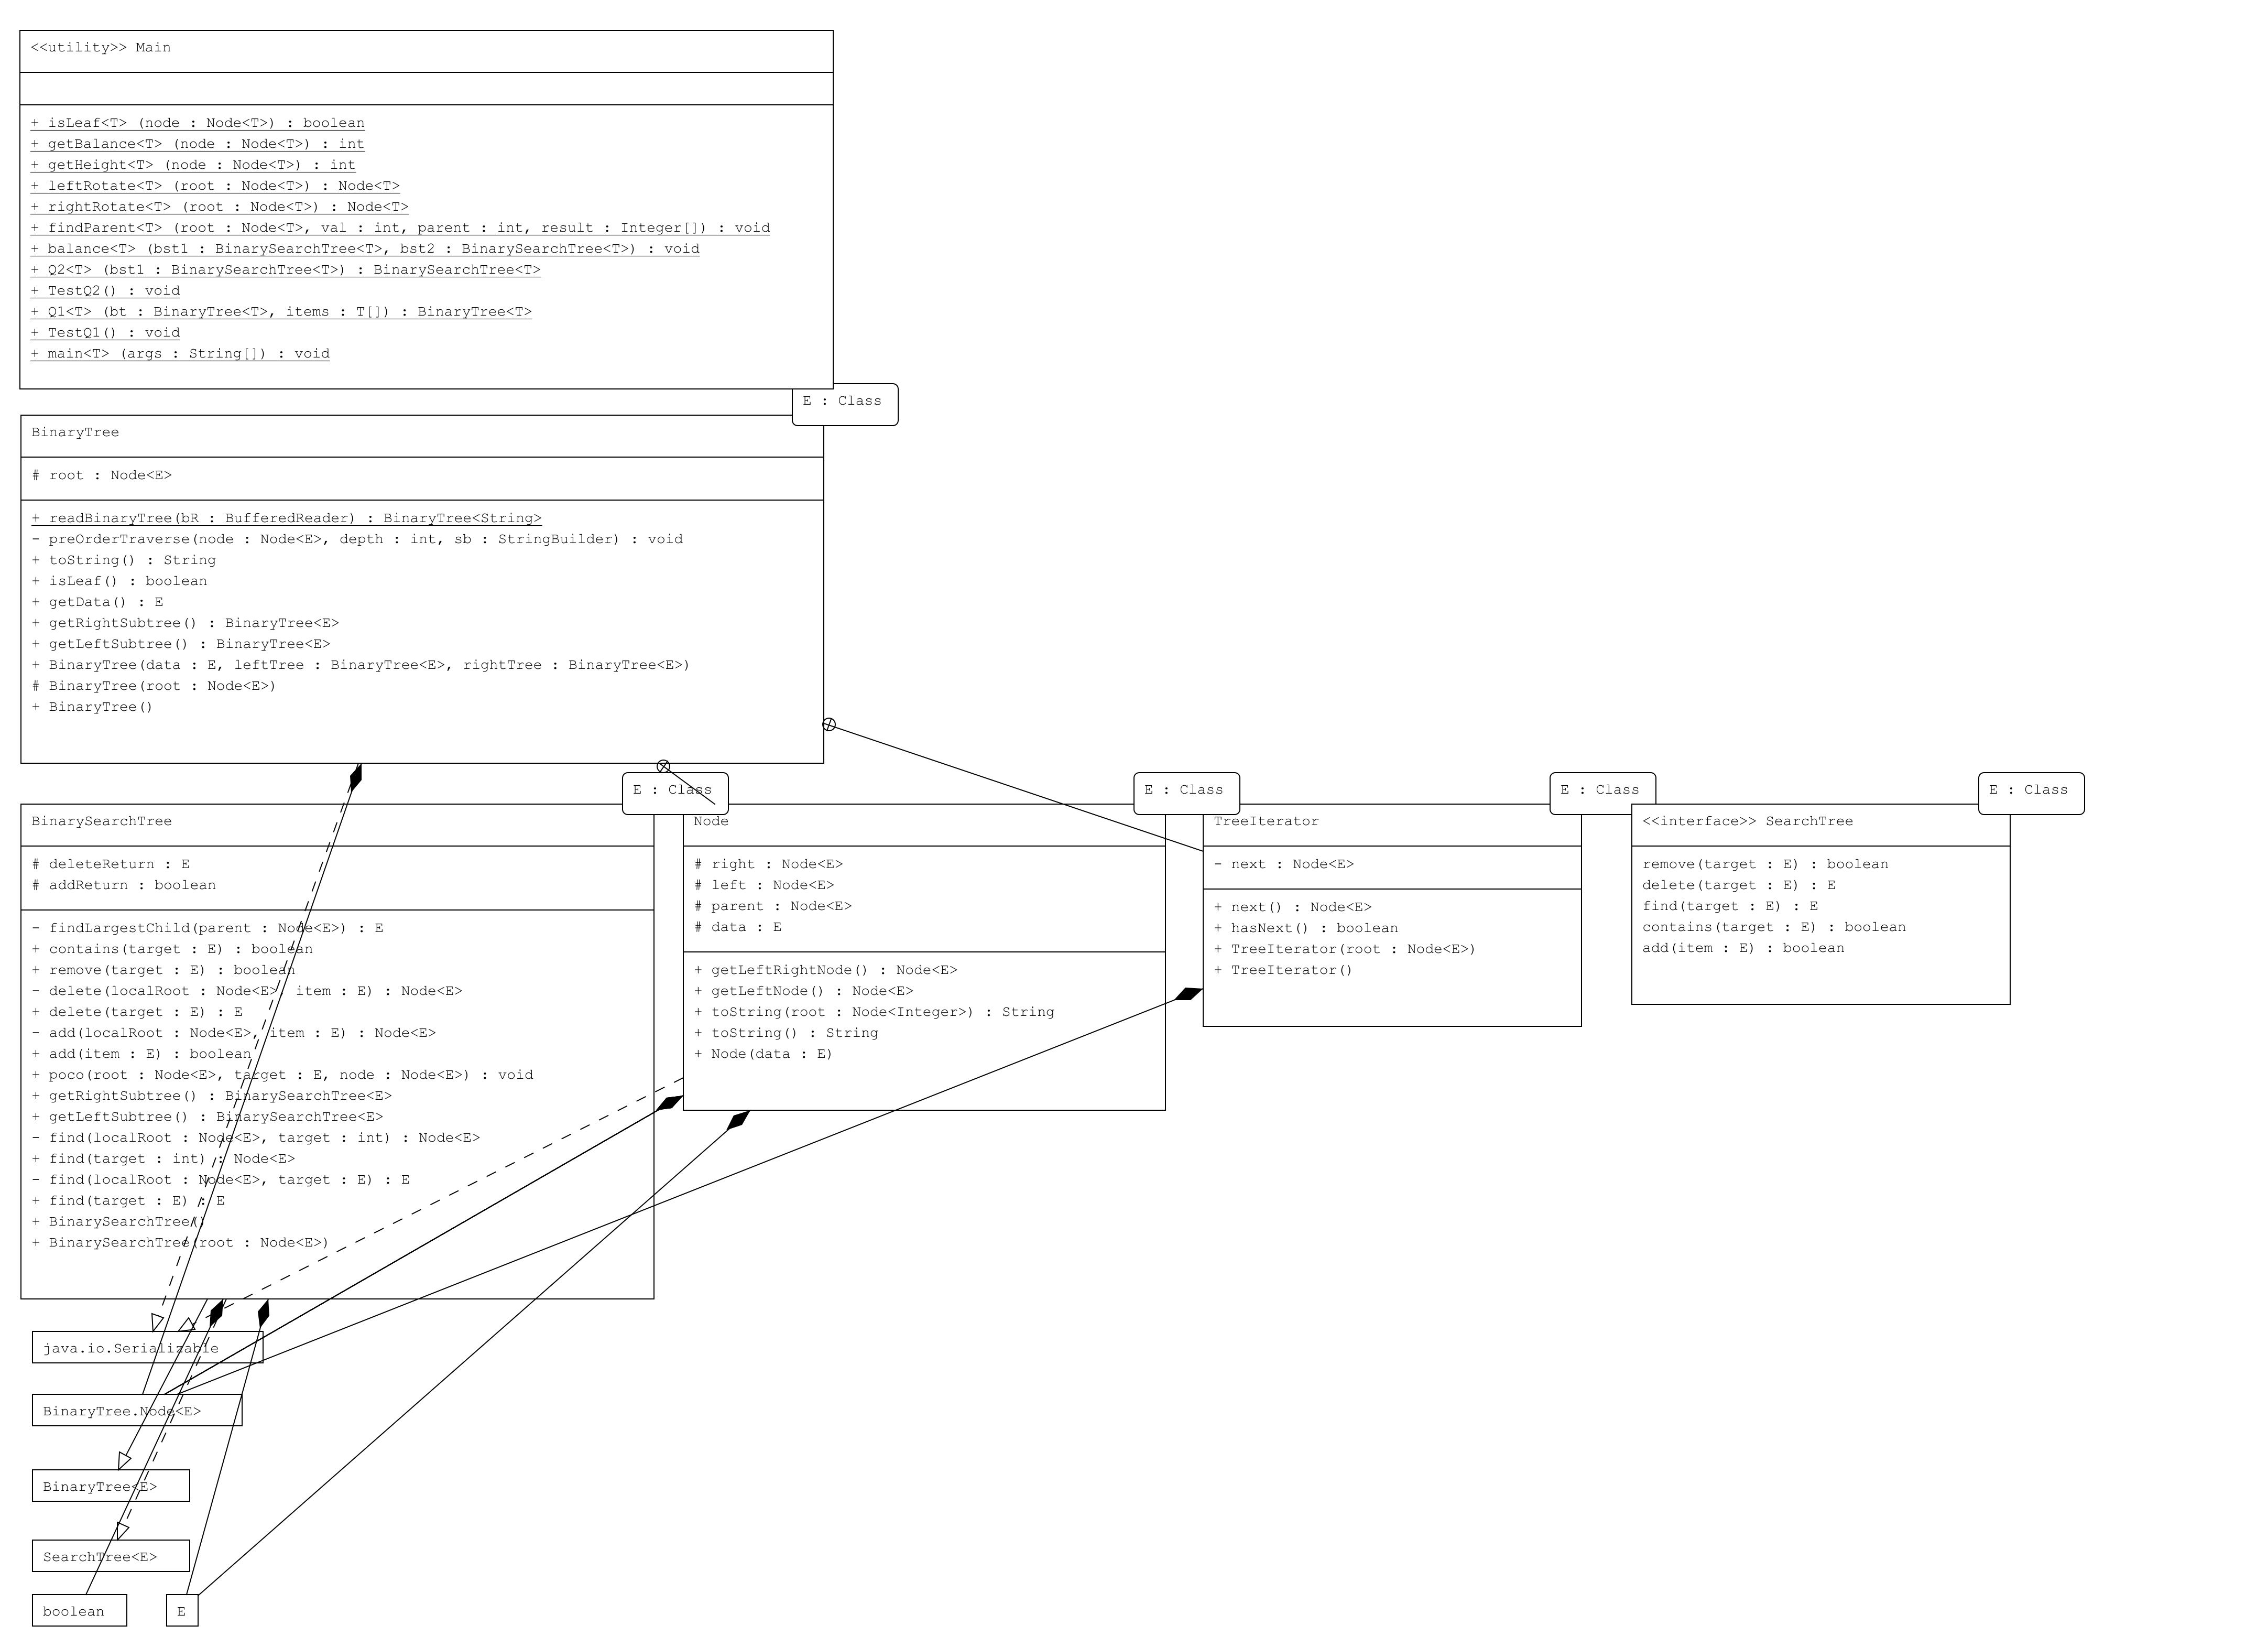 <<utility>> Main
+ isLeaf<T> (node : Node<T>) : boolean
+ getBalance<T> (node : Node<T>) : int
+ getHeight<T> (node : Node<T>) : int
+ leftRotate<T> (root : Node<T>) : Node<T>
+ rightRotate<T> (root : Node<T>) : Node<T>
+ findParent<T> (root : Node<T>, val : int, parent : int, result : Integer[]) : void
+ balance<T> (bst1 : BinarySearchTree<T>, bst2 : BinarySearchTree<T>) : void
+ Q2<T> (bst1 : BinarySearchTree<T>) : BinarySearchTree<T>
+ TestQ2() : void
+ Q1<T> (bt : BinaryTree<T>, items : T[]) : BinaryTree<T>
+ TestQ1() : void
+ main<T> (args : String[]) : void
E : Class
BinaryTree
# root : Node<E>
+ readBinaryTree(bR : BufferedReader) : BinaryTree<String>
- preOrderTraverse(node : Node<E>, depth : int, sb : StringBuilder) : void
+ toString() : String
+ isLeaf() : boolean
+ getData() : E
+ getRightSubtree() : BinaryTree<E>
+ getLeftSubtree() : BinaryTree<E>
+ BinaryTree(data : E, leftTree : BinaryTree<E>, rightTree : BinaryTree<E>)
# BinaryTree(root : Node<E>)
+ BinaryTree()
E : Class
BinarySearchTree
# deleteReturn : E
# addReturn : boolean
- findLargestChild(parent : Node<E>) : E
+ contains(target : E) : boolean
+ remove(target : E) : boolean
- delete(localRoot : Node<E>, item : E) : Node<E>
+ delete(target : E) : E
- add(localRoot : Node<E>, item : E) : Node<E>
+ add(item : E) : boolean
+ poco(root : Node<E>, target : E, node : Node<E>) : void
+ getRightSubtree() : BinarySearchTree<E>
+ getLeftSubtree() : BinarySearchTree<E>
- find(localRoot : Node<E>, target : int) : Node<E>
+ find(target : int) : Node<E>
- find(localRoot : Node<E>, target : E) : E
+ find(target : E) : E
+ BinarySearchTree()
+ BinarySearchTree(root : Node<E>)
E : Class
Node
# right : Node<E>
# left : Node<E>
# parent : Node<E>
# data : E
+ getLeftRightNode() : Node<E>
+ getLeftNode() : Node<E>
+ toString(root : Node<Integer>) : String
+ toString() : String
+ Node(data : E)
E : Class
TreeIterator
- next : Node<E>
+ next() : Node<E>
+ hasNext() : boolean
+ TreeIterator(root : Node<E>)
+ TreeIterator()
E : Class
<<interface>> SearchTree
remove(target : E) : boolean
delete(target : E) : E
find(target : E) : E
contains(target : E) : boolean
add(item : E) : boolean
java.io.Serializable
BinaryTree.Node<E>
BinaryTree<E>
SearchTree<E>
boolean
E